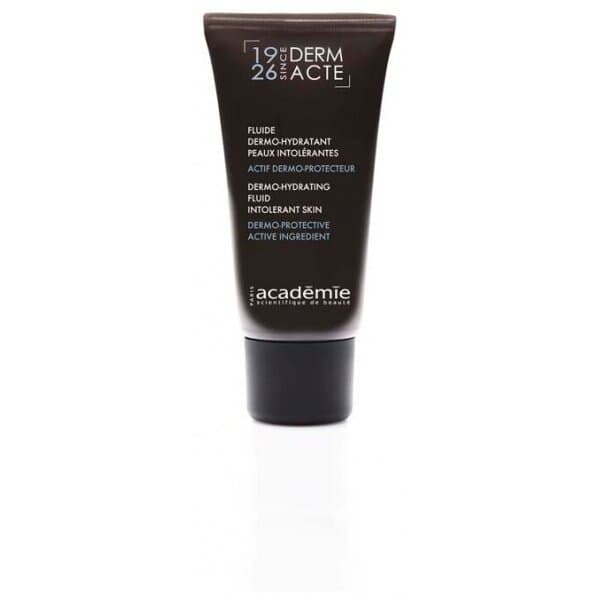 19 SINCE DERM
26 ACTE
FLUIDE
DERMO-HYDRATANT
PEAUX INTOLÉRANTES
ACTIF DERMO-PROTECTEUR
DERMO-HYDRATING
FLUID
INTOLERANT SKIN
DERMO-PROTECTIVE
ACTIVE INGREDIENT
PARIS académie
scientifique de beauté